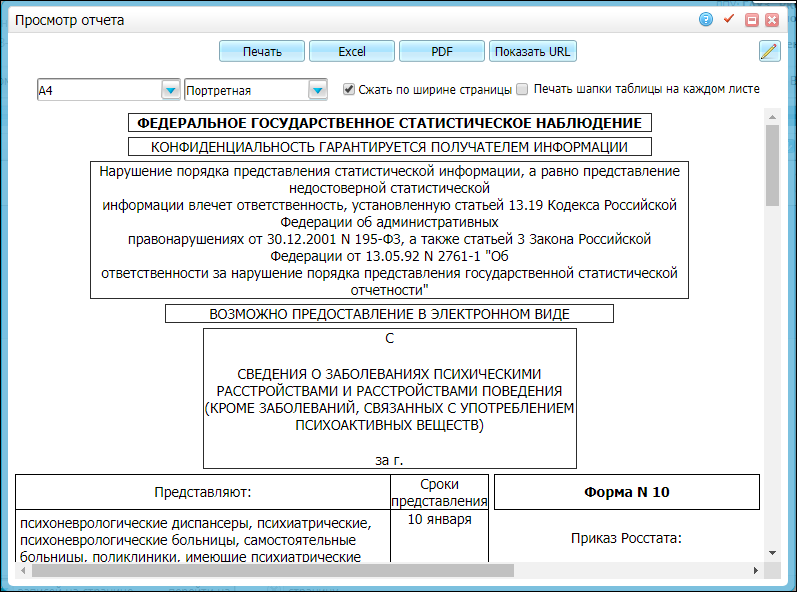 Просмотр отчета
Печать Excel PDF Показать URL
A4 Портретная Сжать по ширине страницы Печать шапки таблицы на каждом листе
ФЕДЕРАЛЬНОЕ ГОСУДАРСТВЕННОЕ СТАТИСТИЧЕСКОЕ НАБЛЮДЕНИЕ
КОНФИДЕНЦИАЛЬНОСТЬ ГАРАНТИРУЕТСЯ ПОЛУЧАТЕЛЕМ ИНФОРМАЦИИ
Нарушение порядка представления статистической информации, а равно представление
недостоверной статистической
информации влечет ответственность, установленную статьей 13.19 Кодекса Российской
Федерации об административных
правонарушениях от 30.12.2001 N 195-ФЗ, а также статьей 3 Закона Российской
Федерации от 13.05.92 N 2761-1 "Об
ответственности за нарушение порядка представления государственной статистической
отчетности"
ВОЗМОЖНО ПРЕДОСТАВЛЕНИЕ В ЭЛЕКТРОННОМ ВИДЕ
С
СВЕДЕНИЯ О ЗАБОЛЕВАНИЯХ ПСИХИЧЕСКИМИ
РАССТРОЙСТВАМИ И РАССТРОЙСТВАМИ ПОВЕДЕНИЯ
(КРОМЕ ЗАБОЛЕВАНИЙ, СВЯЗАННЫХ С УПОТРЕБЛЕНИЕМ
ПСИХОАКТИВНЫХ ВЕЩЕСТВ)
за г.
Представляют:
Сроки
представления
Форма N 10
психоневрологические диспансеры, психиатрические,
психоневрологические больницы, самостоятельные
больницы, поликлиники, имеющие психиатрические
10 января
Приказ Росстата: